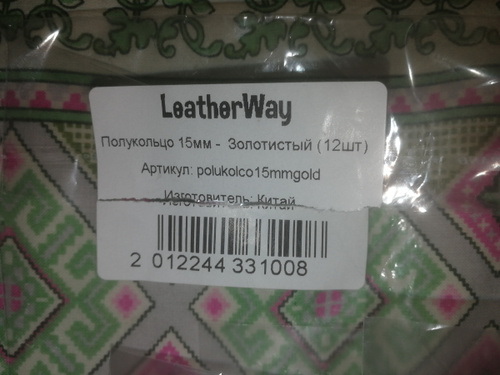 LeatherWay
Полукольцо 15мм - Золотистый (12шт)
Артикул: polukolco15mmgold
Изготовитель: Китай
2 012244 331008